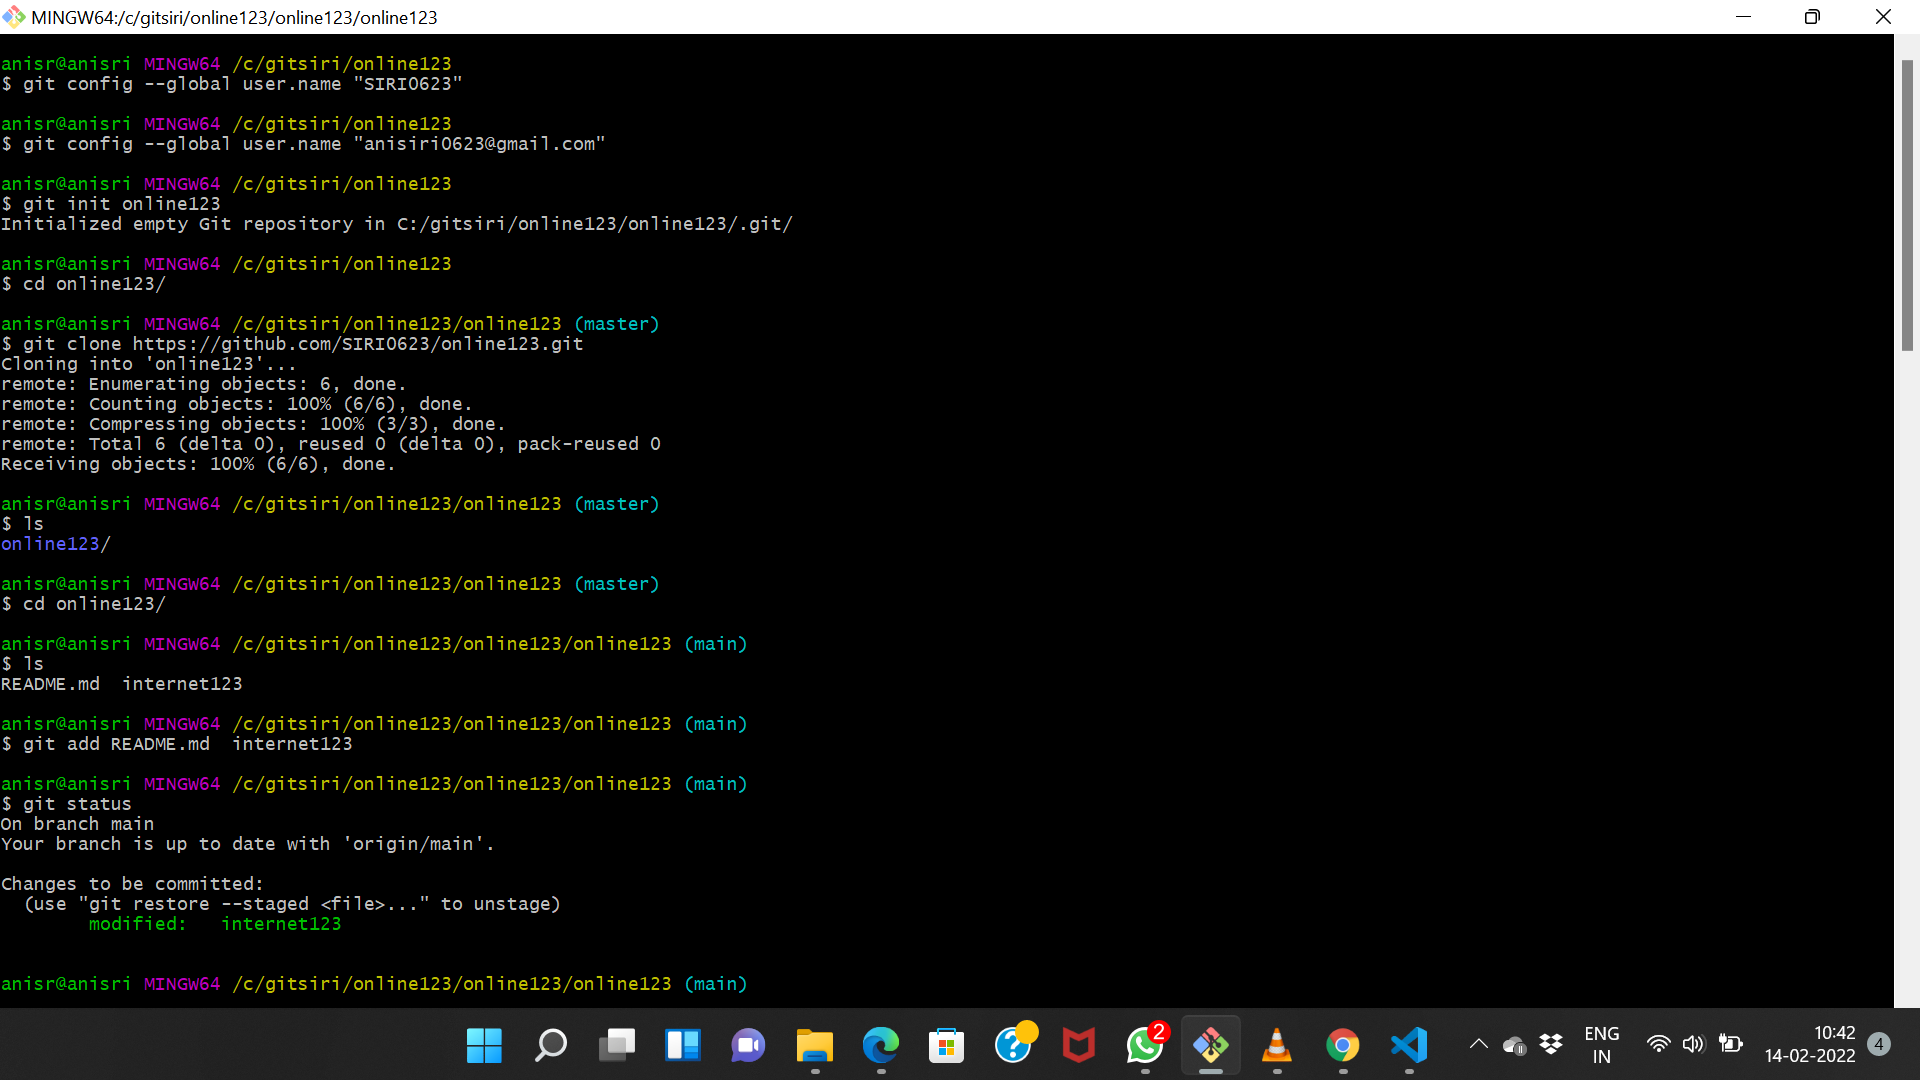 MINGW64:/c/gitsiri/online123/online123/online123
anisr@anisri MINGW64 /c/gitsiri/online123
$ git config --global user.name "SIRI0623"
anisr@anisri MINGW64 /c/gitsiri/online123
$ git config --global user.name "anisiri0623@gmail.com"
anisr@anisri MINGW64 /c/gitsiri/online123
$ git init online123
Initialized empty Git repository in C:/gitsiri/online123/online123/.git/
anisr@anisri MINGW64 /c/gitsiri/online123
$ cd online123/
anisr@anisri MINGW64 /c/gitsiri/online123/online123 (master)
$ git clone https://github.com/SIRI0623/online123.git
Cloning into 'online123'...
remote: Enumerating objects: 6, done.
remote: Counting objects: 100% (6/6), done.
remote: Compressing objects: 100% (3/3), done.
remote: Total 6 (delta 0), reused 0 (delta 0), pack-reused 0
Receiving objects: 100% (6/6), done.
anisr@anisri MINGW64 /c/gitsiri/online123/online123 (master)
$ ls
online123/
anisr@anisri MINGW64 /c/gitsiri/online123/online123 (master)
$ cd online123/
anisr@anisri MINGW64 /c/gitsiri/online123/online123/online123 (main)
$ ls
README.md  internet123
anisr@anisri MINGW64 /c/gitsiri/online123/online123/online123 (main)
$ git add README.md  internet123
anisr@anisri MINGW64 /c/gitsiri/online123/online123/online123 (main)
$ git status
On branch main
Your branch is up to date with 'origin/main'.
Changes to be committed:
  (use "git restore --staged <file>..." to unstage)
        modified:   internet123
anisr@anisri MINGW64 /c/gitsiri/online123/online123/online123 (main)
2
ENG
IN
10:42
14-02-2022
4